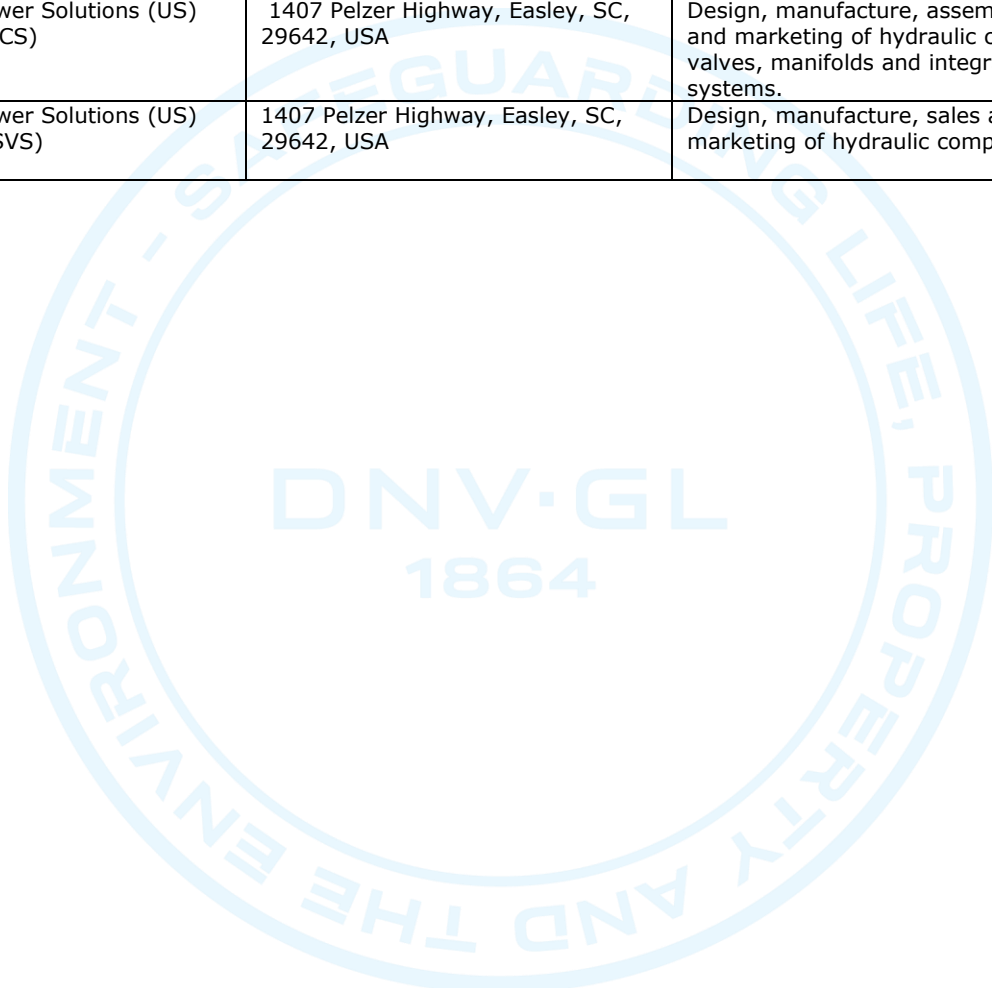 wer Solutions (US)
CS)
1407 Pelzer Highway, Easley, SC,
29642, USA
Design, manufacture, assem
and marketing of hydraulic c
valves, manifolds and integr
systems.
wer Solutions (US)
SVS)
1407 Pelzer Highway, Easley, SC,
29642, USA
Design, manufacture, sales a
marketing of hydraulic comp
SAFEGUARDING LIFE, PROPERTY AND THE ENVIRONMENT -
DNV·GL
1864